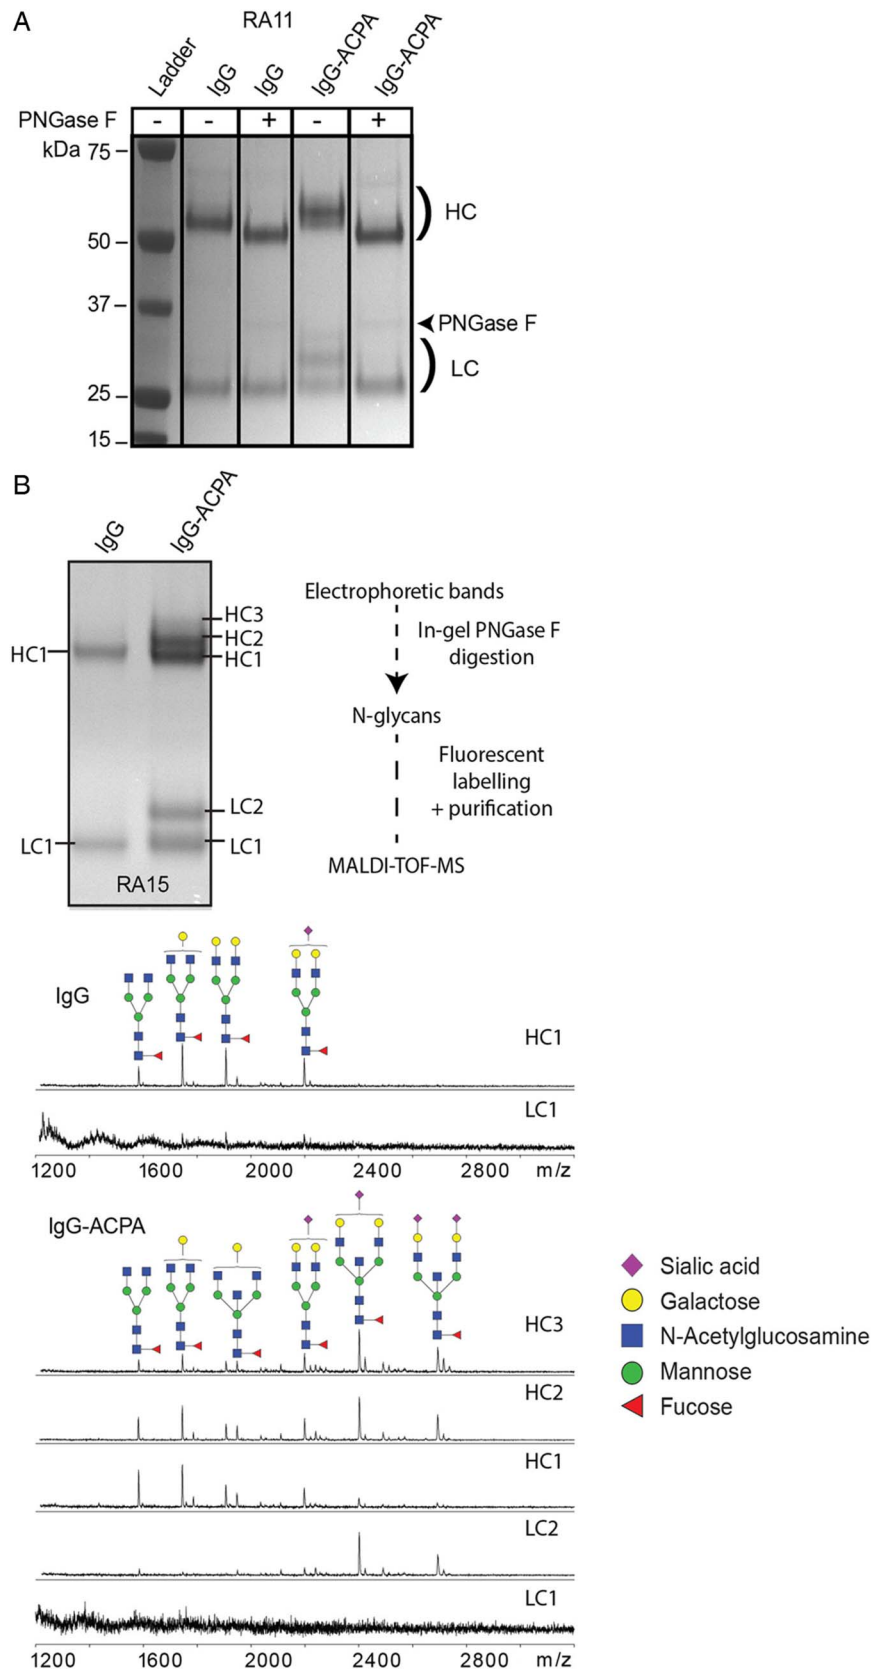 A
RA11
Ladder IgG IgG IgG-ACPA IgG-ACPA
PNGase F - - + - +
kDa 75
HC
50
37
PNGase F
LC
25
15
B
IgG IgG-ACPA
HC3
HC2
HC1 HC1
LC2
LC1 LC1
RA15
Electrophoretic bands
In-gel PNGase F
digestion
N-glycans
Fluorescent
labelling
+ purification
MALDI-TOF-MS
IgG
HC1
LC1
1200 1600 2000 2400 2800 m/z
IgG-ACPA
HC3
HC2
HC1
LC2
LC1
1200 1600 2000 2400 2800 m/z
Sialic acid
Galactose
N-Acetylglucosamine
Mannose
Fucose